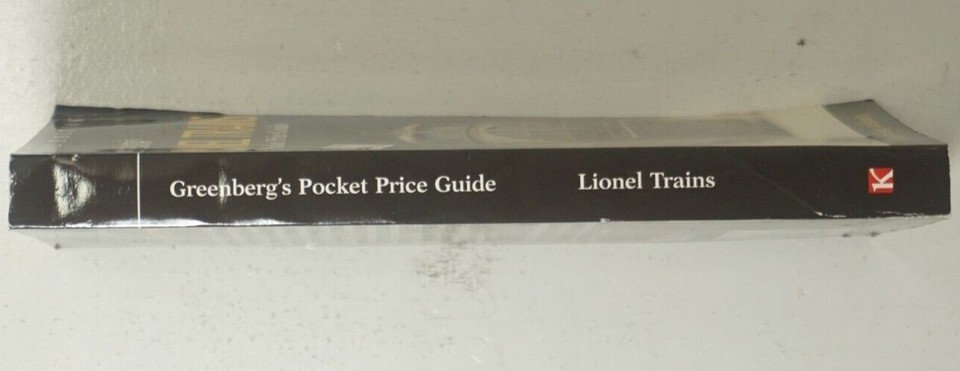 Greenberg's Pocket Price Guide Lionel Trains K